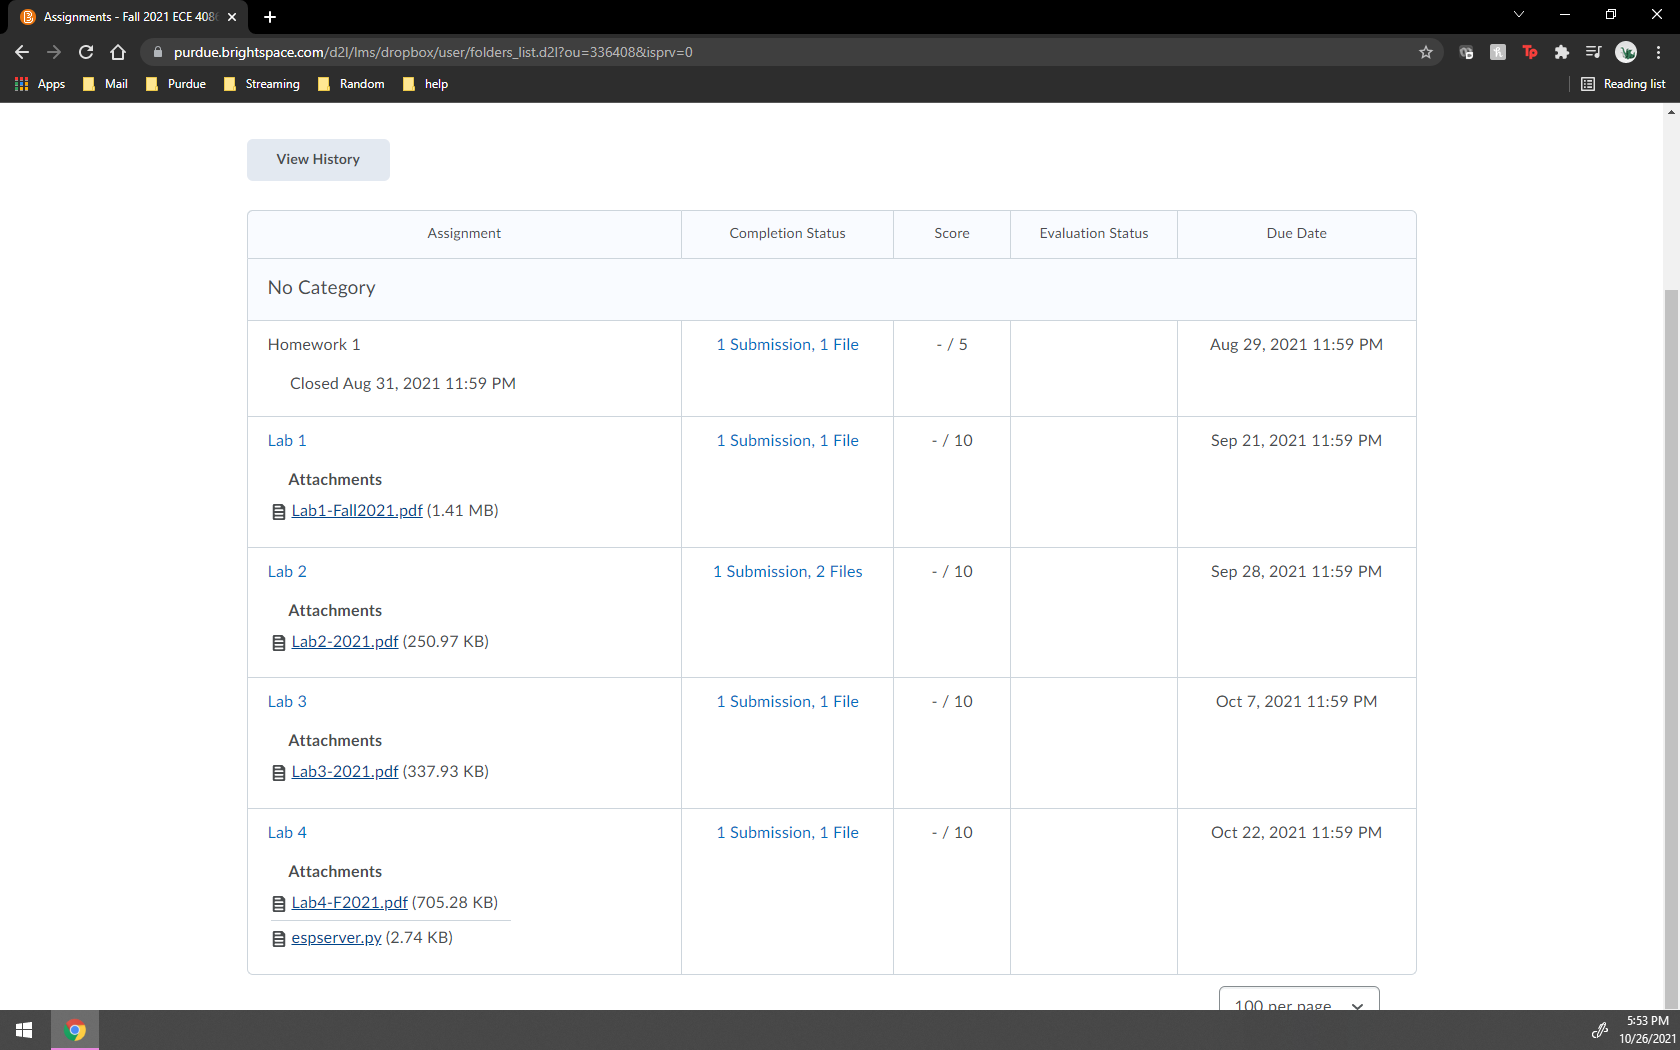 Assignments - Fall 2021 ECE 408
purdue.brightspace.com/d2l/lms/dropbox/user/folders_list.d2l?ou=336408&isprv=0
Apps Mail Purdue Streaming Random help Reading list
View History
Assignment Completion Status Score Evaluation Status Due Date
No Category
Homework 1 1 Submission, 1 File - / 5 Aug 29, 2021 11:59 PM
Closed Aug 31, 2021 11:59 PM
Lab 1 1 Submission, 1 File - / 10 Sep 21, 2021 11:59 PM
Attachments
Lab1-Fall2021.pdf (1.41 MB)
Lab 2 1 Submission, 2 Files - / 10 Sep 28, 2021 11:59 PM
Attachments
Lab2-2021.pdf (250.97 KB)
Lab 3 1 Submission, 1 File - / 10 Oct 7, 2021 11:59 PM
Attachments
Lab3-2021.pdf (337.93 KB)
Lab 4 1 Submission, 1 File - / 10 Oct 22, 2021 11:59 PM
Attachments
Lab4-F2021.pdf (705.28 KB)
espserver.py (2.74 KB)
100 per page
5:53 PM
10/26/2021